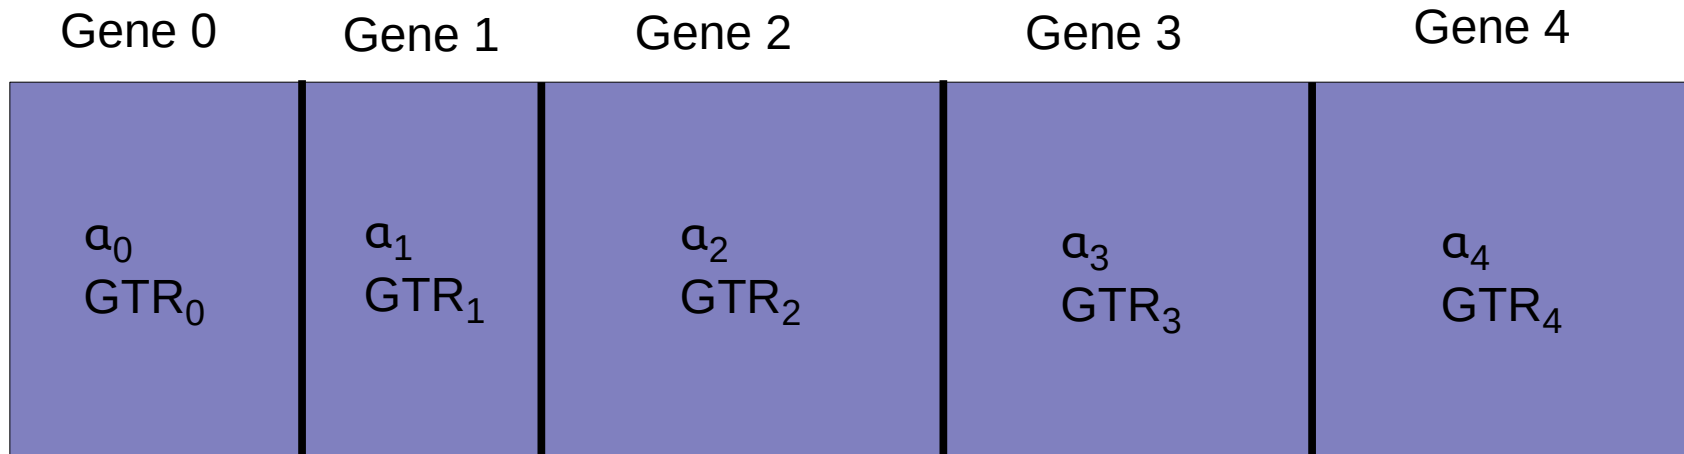 Gene 0
Gene 1
Gene 2
Gene 3
Gene 4
α₀
GTR₀
α₁
GTR₁
α₂
GTR₂
α₃
GTR₃
α₄
GTR₄